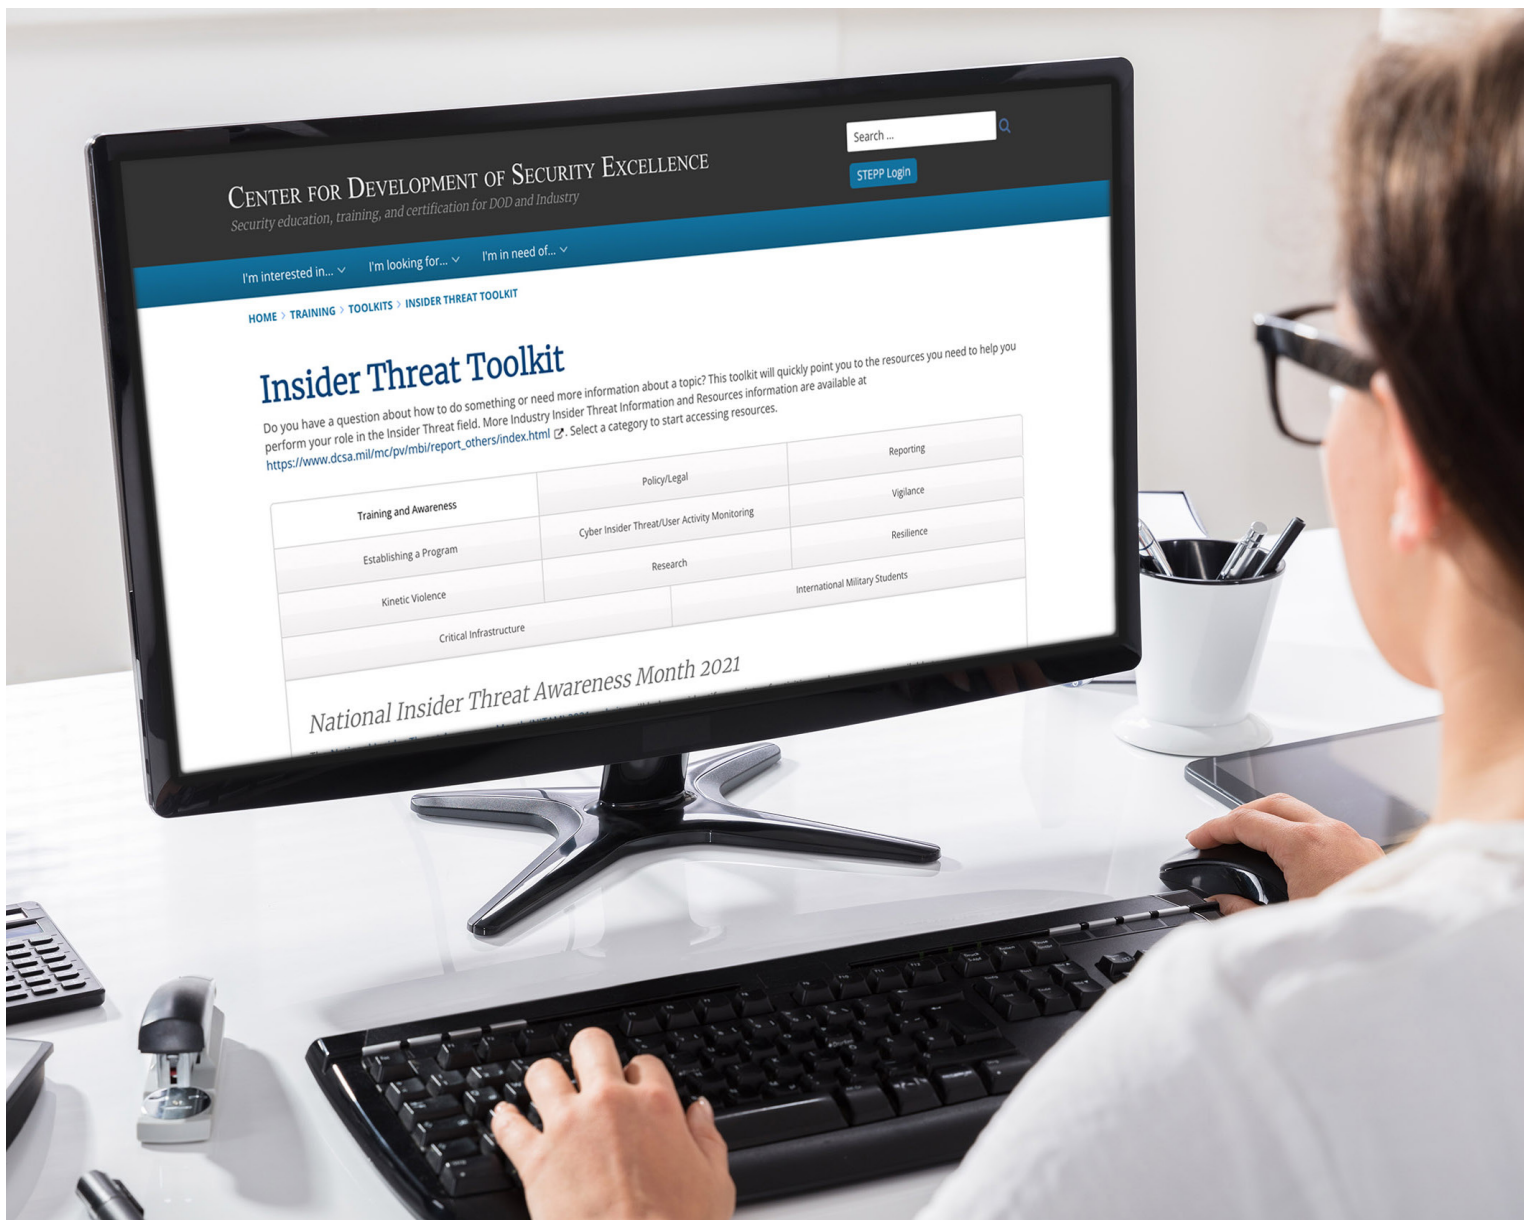 CENTER FOR DEVELOPMENT OF SECURITY EXCELLENCE
Security education, training, and certification for DOD and Industry
Search ...
STEPP Login
I'm interested in...
I'm looking for...
I'm in need of...
HOME > TRAINING > TOOLKITS > INSIDER THREAT TOOLKIT
Insider Threat Toolkit
Do you have a question about how to do something or need more information about a topic? This toolkit will quickly point you to the resources you need to help you
perform your role in the Insider Threat field. More Industry Insider Threat Information and Resources information are available at
https://www.dcsa.mil/mc/pv/mbi/report_others/index.html . Select a category to start accessing resources.
Training and Awareness
Policy/Legal
Reporting
Establishing a Program
Cyber Insider Threat/User Activity Monitoring
Vigilance
Kinetic Violence
Research
Resilience
Critical Infrastructure
International Military Students
National Insider Threat Awareness Month 2021